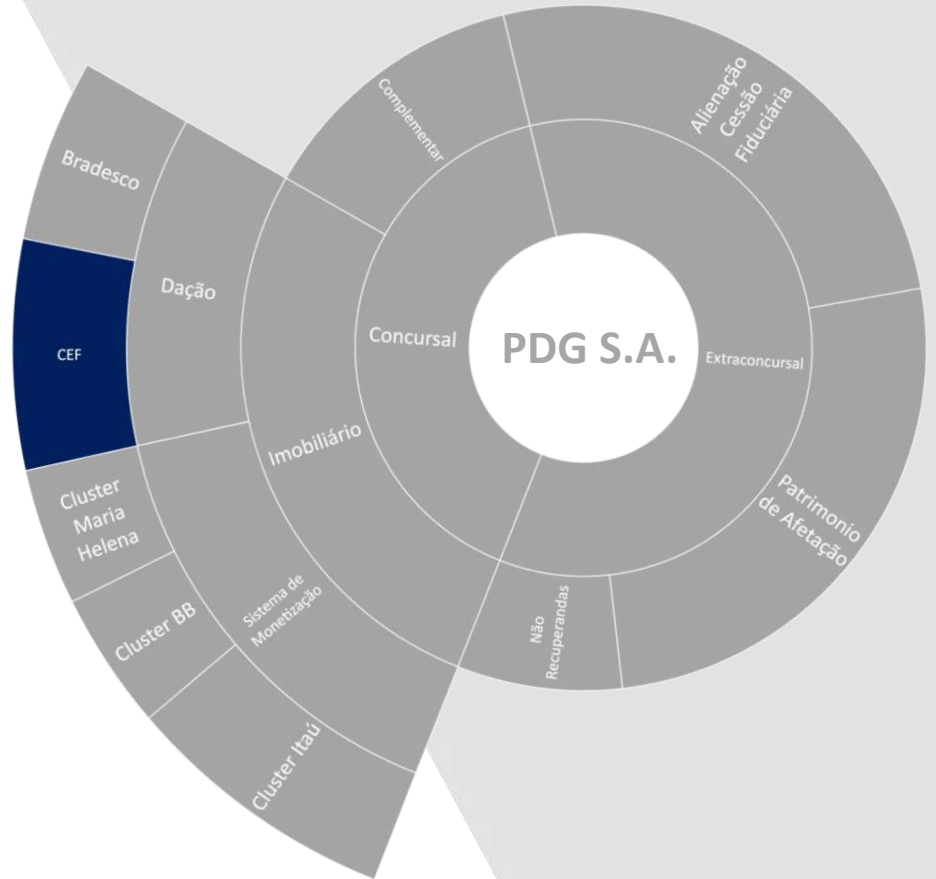 PDG S.A.
Concursal
Extraconcursal
Complementar
Imobiliário
Alienação
Cessão
Fiduciária
Patrimonio
de Afetação
Não
Recuperandas
Dação
Sistema de
Monetização
Bradesco
CEF
Cluster
Maria
Helena
Cluster BB
Cluster Itaú